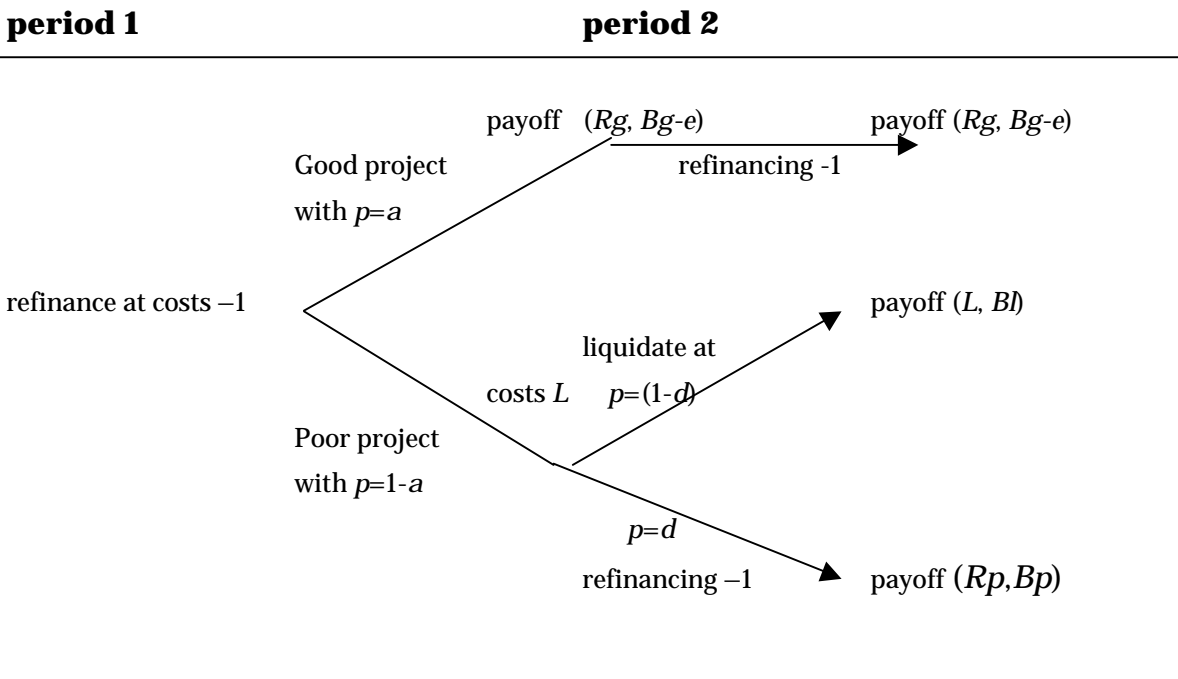 period 1 period 2
payoff (Rg, Bg-e) payoff (Rg, Bg-e)
Good project refinancing -1
with p=a
refinance at costs –1 payoff (L, Bl)
liquidate at
costs L p=(1-d)
Poor project
with p=1-a
p=d
refinancing –1 payoff (Rp,Bp)